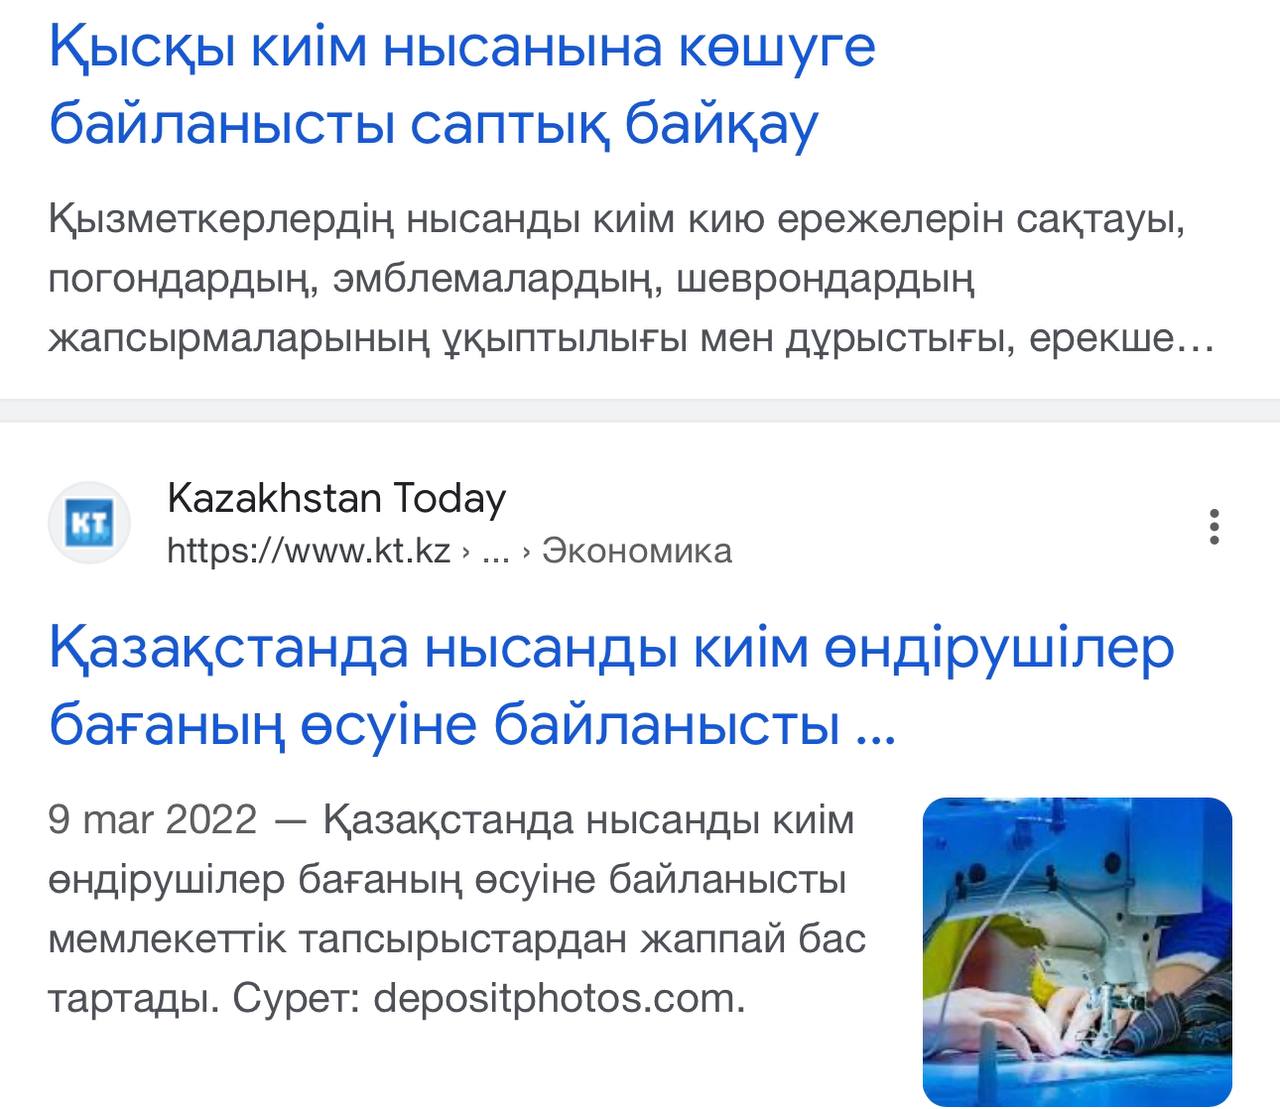 Қысқы киім нысанына көшуге
байланысты саптық байқау
Қызметкерлердің нысанды киім кию ережелерін сақтауы,
погондардың, эмблемалардың, шеврондардың
жапсырмаларының ұқыптылығы мен дұрыстығы, ерекше...
KT
Kazakhstan Today
https://www.kt.kz › ... › Экономика
Қазақстанда нысанды киім өндірушілер
бағаның өсуіне байланысты ...
9 mar 2022 — Қазақстанда нысанды киім
өндірушілер бағаның өсуіне байланысты
мемлекеттік тапсырыстардан жаппай бас
тартады. Сурет: depositphotos.com.